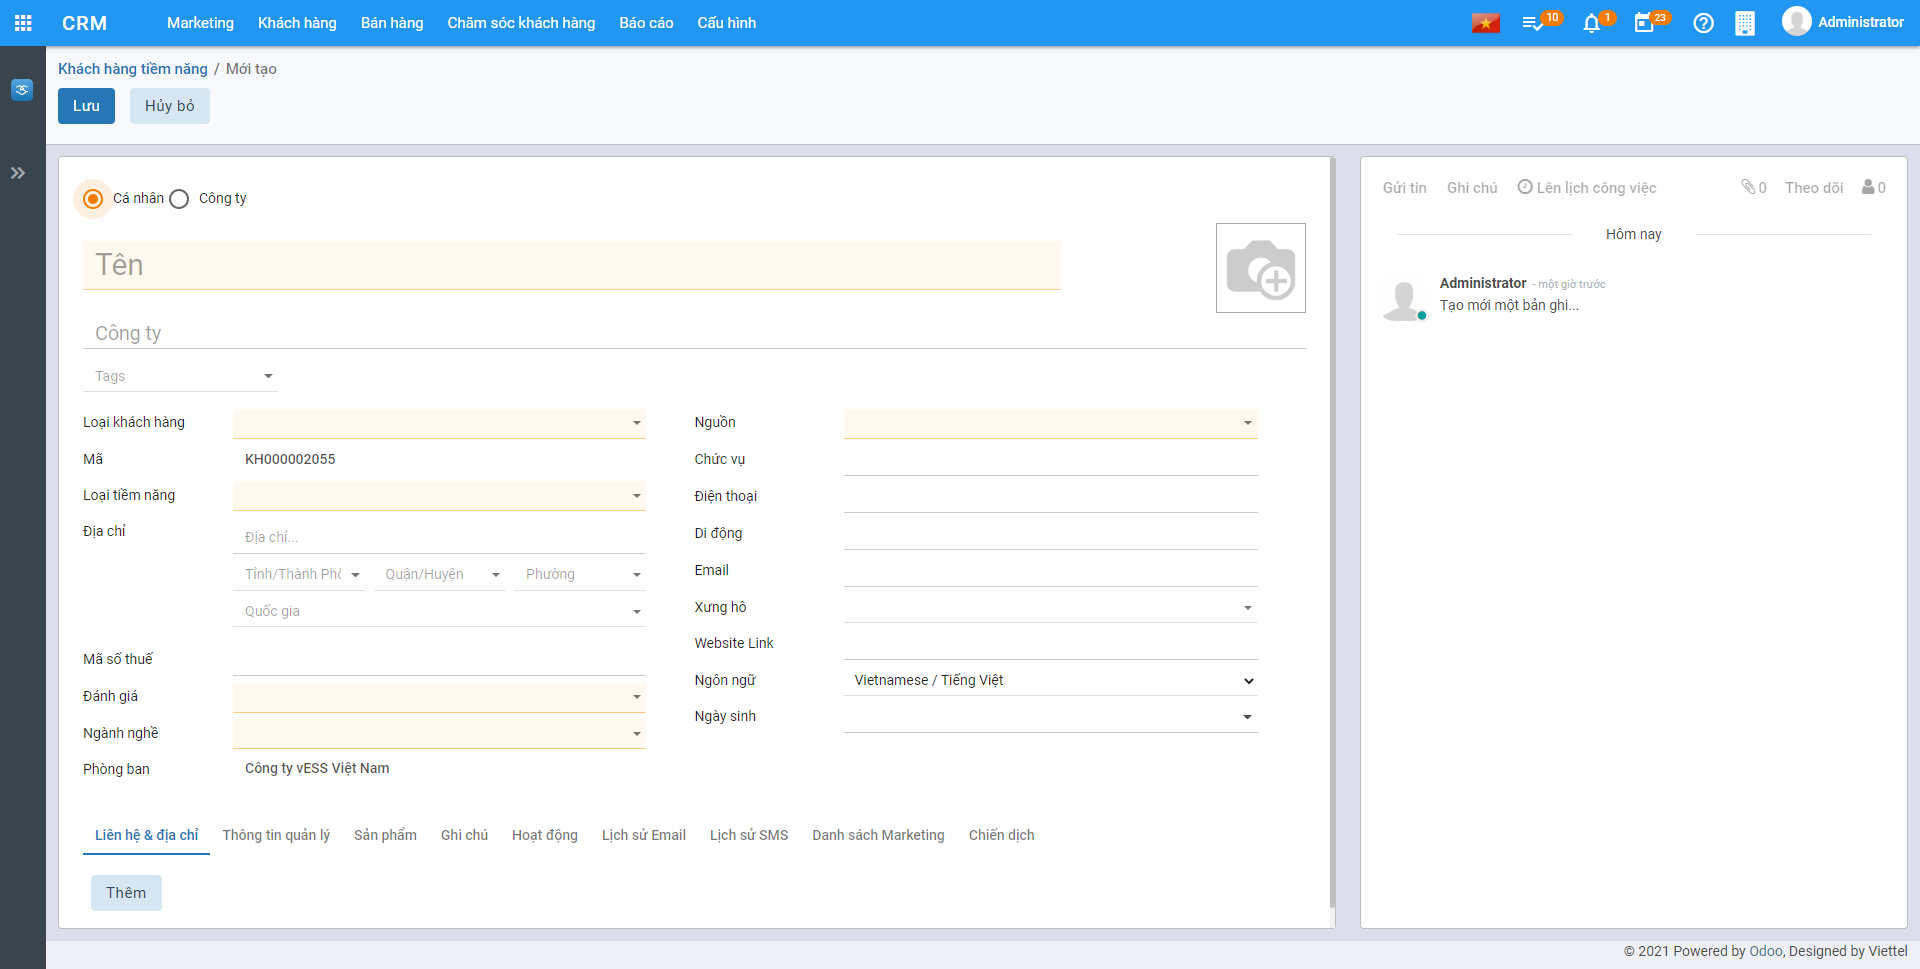 CRM Marketing Khách hàng Bán hàng Chăm sóc khách hàng Báo cáo Cấu hình 10 1 23 Administrator
Khách hàng tiềm năng / Mới tạo
Lưu Hủy bỏ
Cá nhân Công ty
Tên
Công ty
Tags
Loại khách hàng
Mã KH000002055
Loại tiềm năng
Địa chỉ Địa chỉ...
Tỉnh/Thành Phố Quận/Huyện Phường
Quốc gia
Mã số thuế
Đánh giá
Ngành nghề
Phòng ban Công ty vESS Việt Nam
Nguồn
Chức vụ
Điện thoại
Di động
Email
Xưng hô
Website Link
Ngôn ngữ Vietnamese / Tiếng Việt
Ngày sinh
Liên hệ & địa chỉ Thông tin quản lý Sản phẩm Ghi chú Hoạt động Lịch sử Email Lịch sử SMS Danh sách Marketing Chiến dịch
Thêm
Gửi tin Ghi chú Lên lịch công việc 0 Theo dõi 0
Hôm nay
Administrator - một giờ trước
Tạo mới một bản ghi...
© 2021 Powered by Odoo, Designed by Viettel